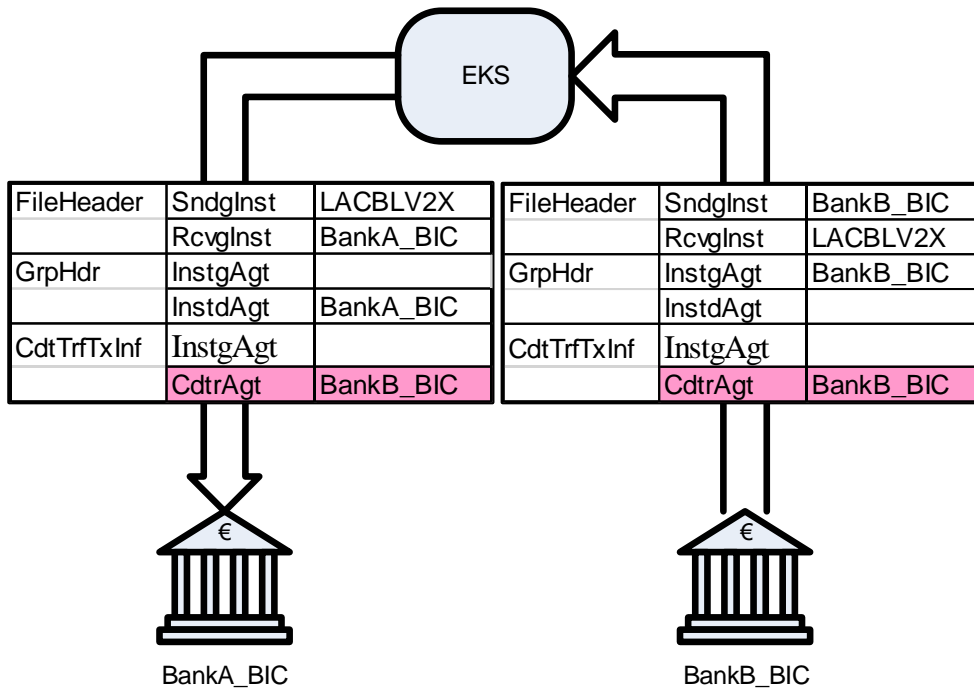 EKS
FileHeader SndgInst LACBLV2X
RcvgInst BankA_BIC
GrpHdr InstgAgt
InstdAgt BankA_BIC
CdtTrfTxInf InstgAgt
CdtrAgt BankB_BIC
FileHeader SndgInst BankB_BIC
RcvgInst LACBLV2X
GrpHdr InstgAgt BankB_BIC
InstdAgt
CdtTrfTxInf InstgAgt
CdtrAgt BankB_BIC
€
€
BankA_BIC
BankB_BIC